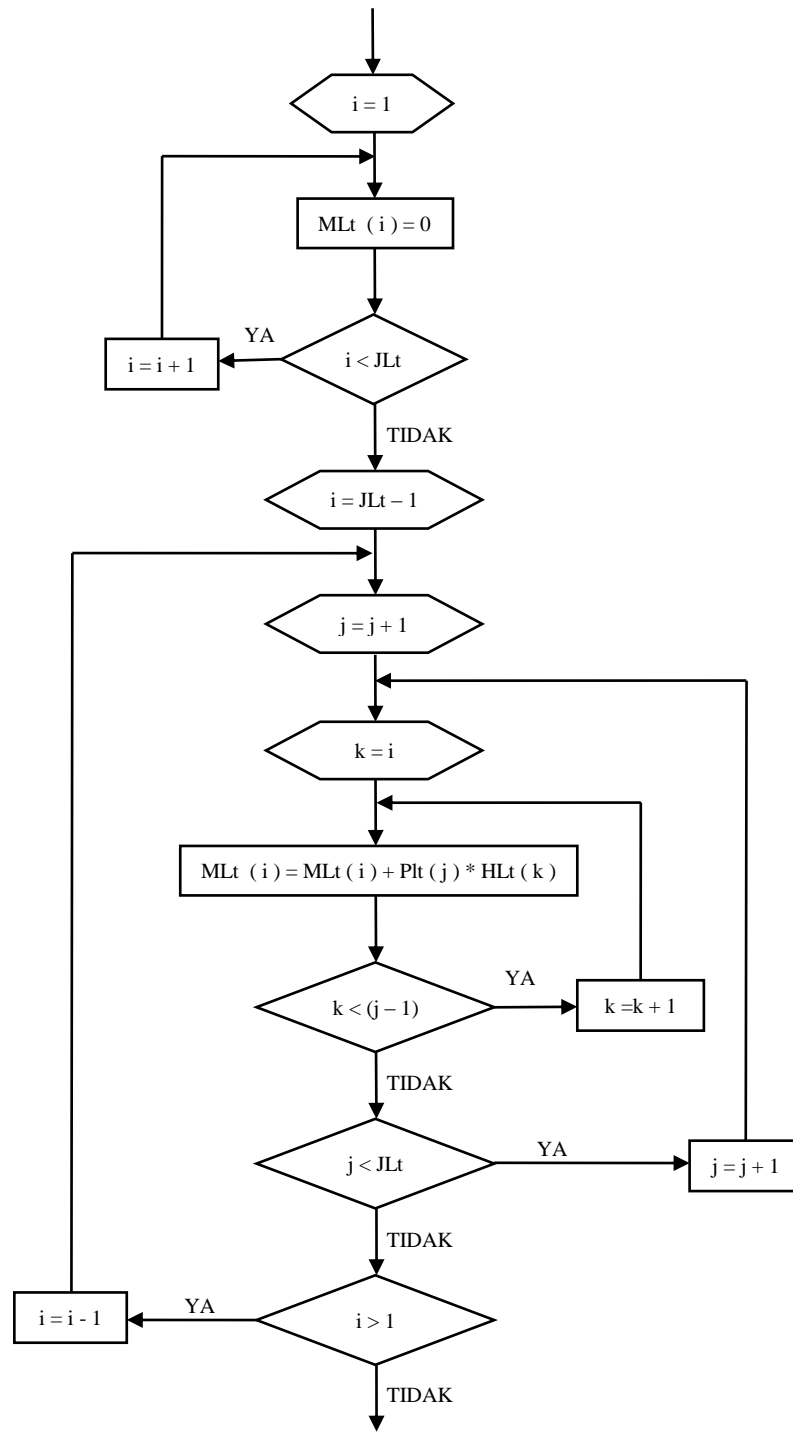 i = 1
MLt ( i ) = 0
YA
i < JLt
i = i + 1
TIDAK
i = JLt – 1
j = j + 1
k = i
MLt ( i ) = MLt ( i ) + Plt ( j ) * HLt ( k )
YA
k < (j – 1)
k =k + 1
TIDAK
j < JLt
YA
j = j + 1
TIDAK
YA
i = i - 1
i > 1
TIDAK